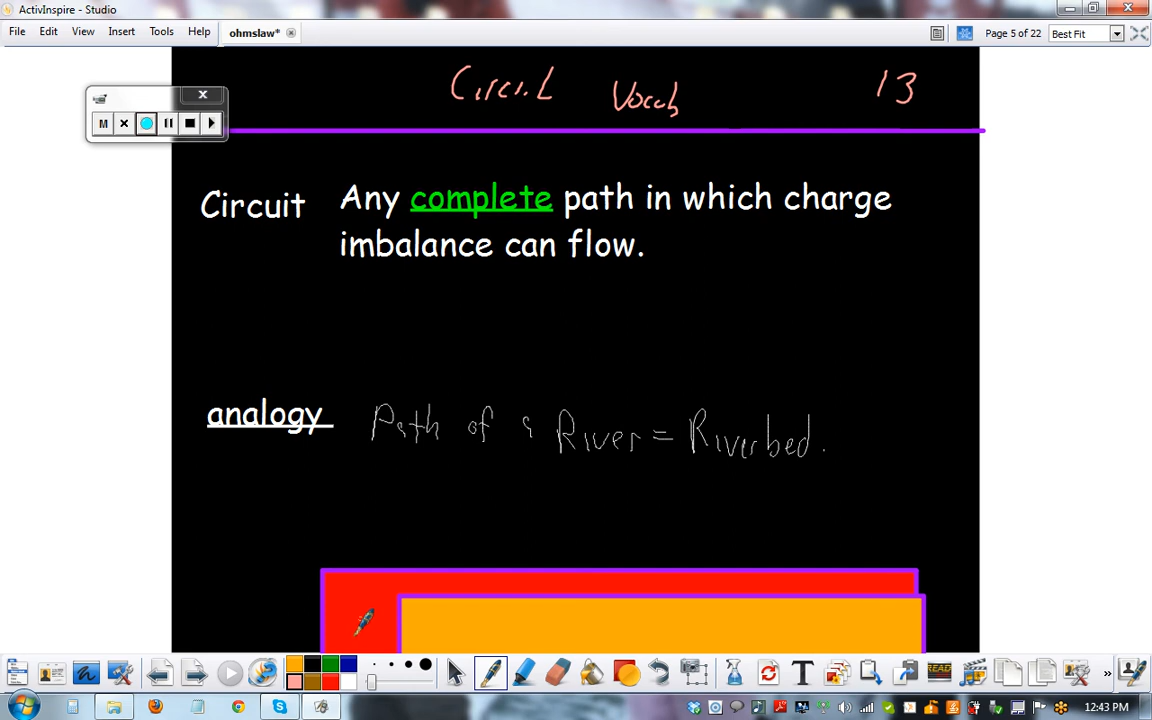 ActivInspire - Studio
File Edit View Insert Tools Help ohmslaw* Page 5 of 22 Best Fit
Circuit Vocab 13
M
Circuit Any complete path in which charge
imbalance can flow.
analogy Path of a River = Riverbed.
READ
12:43 PM